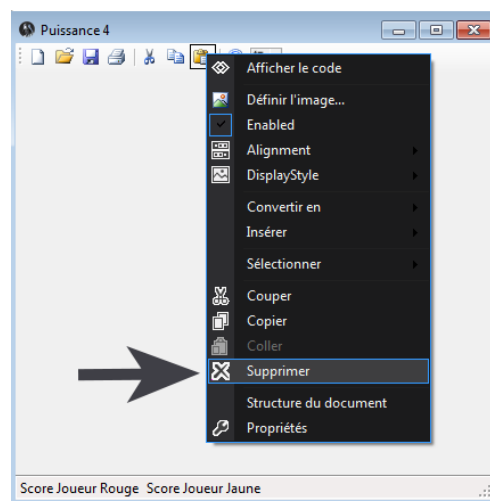 Puissance 4
Afficher le code
Définir l'image...
Enabled
Alignment
DisplayStyle
Convertir en
Insérer
Sélectionner
Couper
Copier
Coller
Supprimer
Structure du document
Propriétés
Score Joueur Rouge Score Joueur Jaune